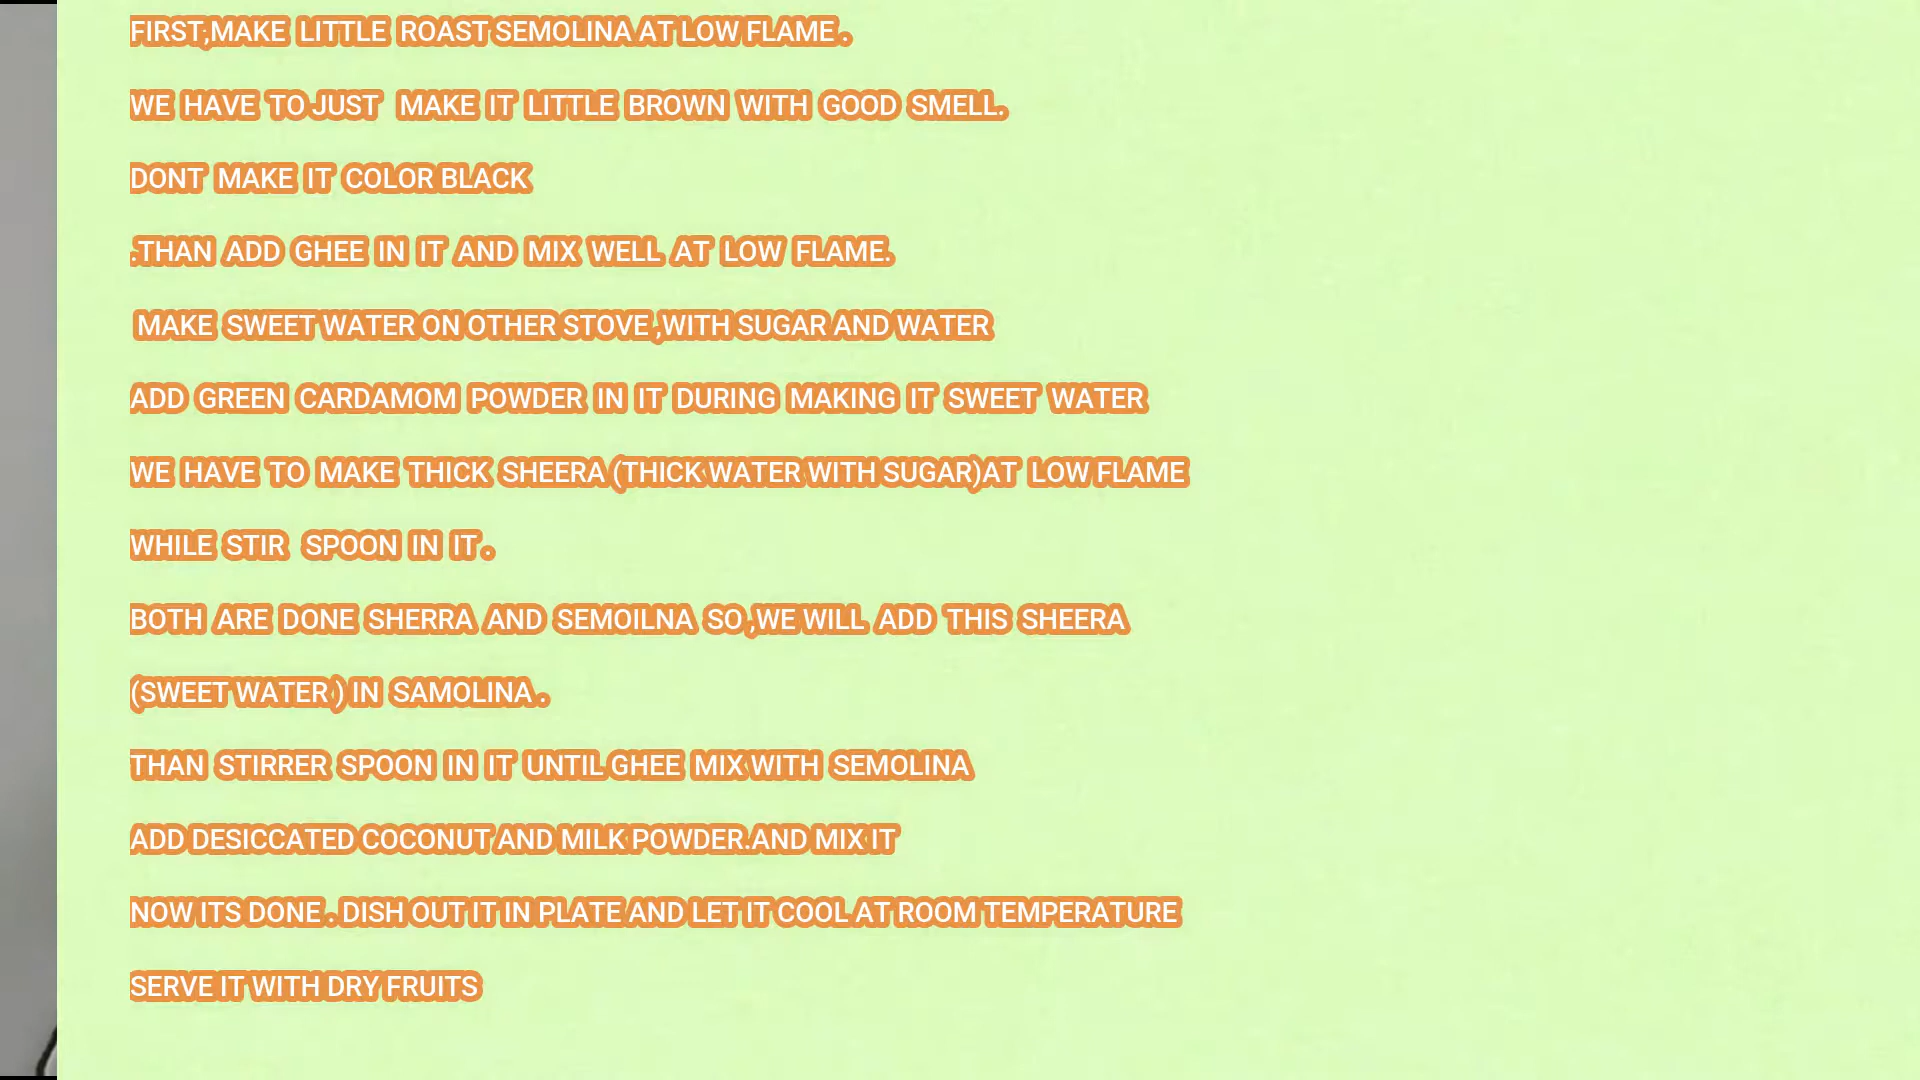 FIRST,MAKE LITTLE ROAST SEMOLINA AT LOW FLAME .
WE HAVE TO JUST MAKE IT LITTLE BROWN WITH GOOD SMELL.
DONT MAKE IT COLOR BLACK
.THAN ADD GHEE IN IT AND MIX WELL AT LOW FLAME.
MAKE SWEET WATER ON OTHER STOVE ,WITH SUGAR AND WATER
ADD GREEN CARDAMOM POWDER IN IT DURING MAKING IT SWEET WATER
WE HAVE TO MAKE THICK SHEERA (THICK WATER WITH SUGAR)AT LOW FLAME
WHILE STIR SPOON IN IT .
BOTH ARE DONE SHERRA AND SEMOILNA SO ,WE WILL ADD THIS SHEERA
(SWEET WATER ) IN SAMOLINA .
THAN STIRRER SPOON IN IT UNTIL GHEE MIX WITH SEMOLINA
ADD DESICCATED COCONUT AND MILK POWDER.AND MIX IT
NOW ITS DONE . DISH OUT IT IN PLATE AND LET IT COOL AT ROOM TEMPERATURE
SERVE IT WITH DRY FRUITS